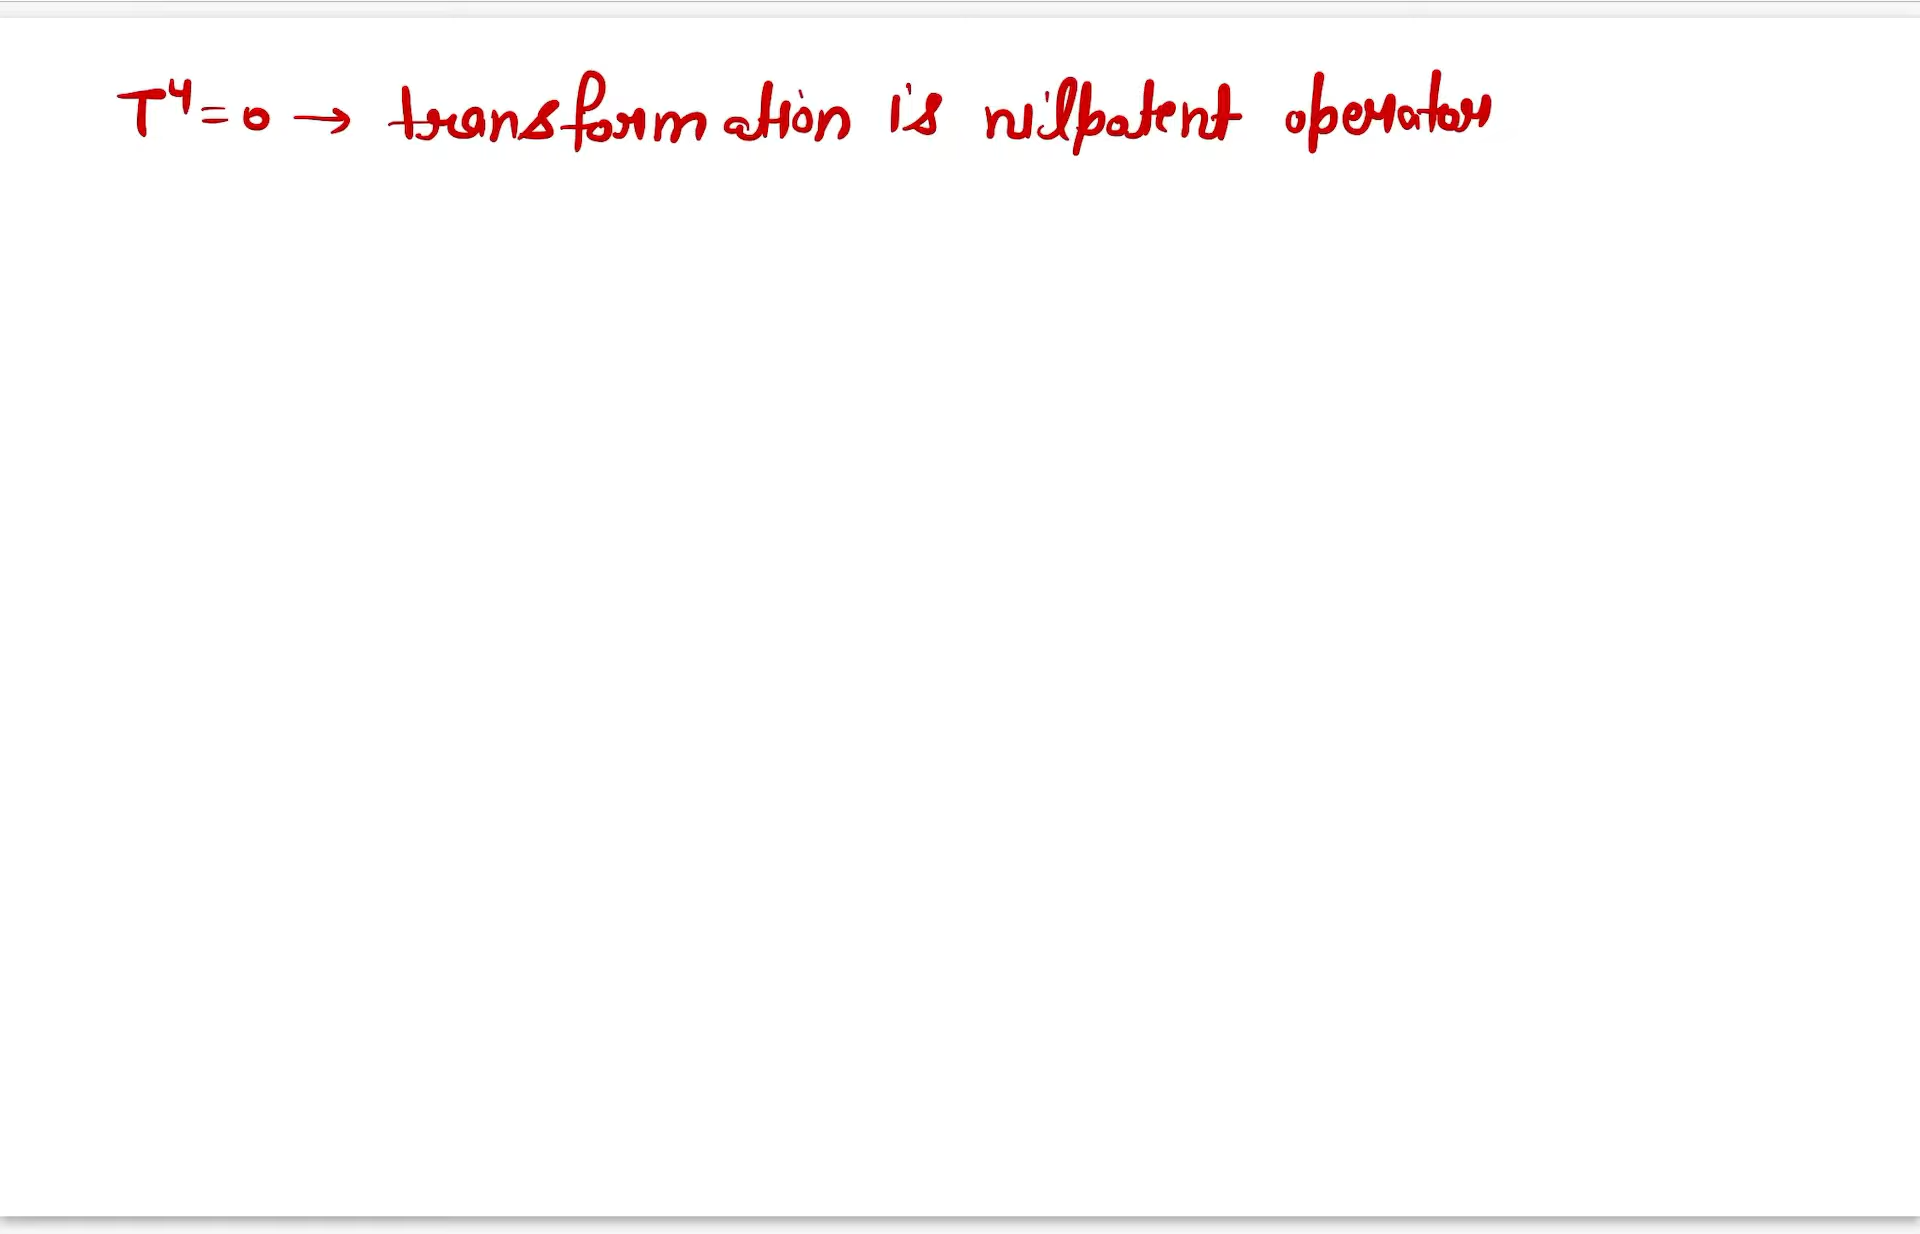 T⁴=0 → transformation is nilpotent operator